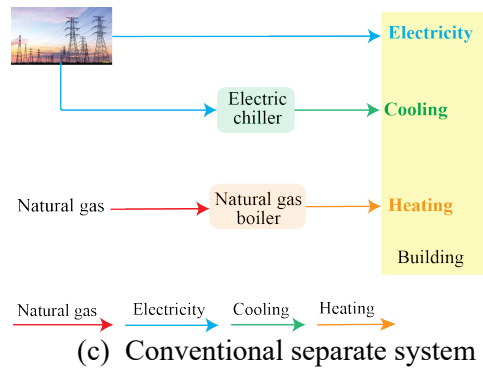 Electricity
Electric
chiller
Cooling
Natural gas
Natural gas
boiler
Heating
Building
Natural gas
Electricity
Cooling
Heating
(c) Conventional separate system